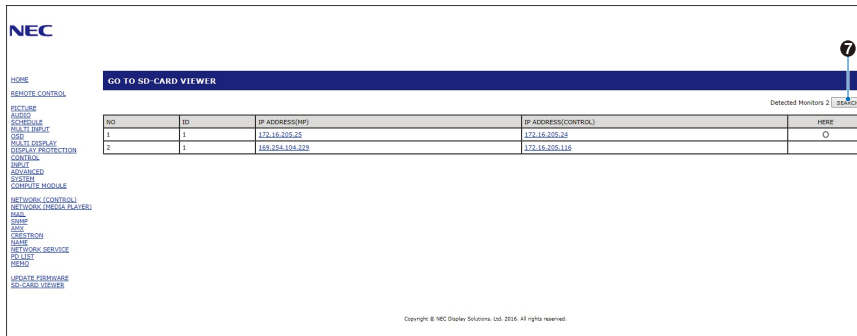 NEC
7
HOME
REMOTE CONTROL
PICTURE
AUDIO
SCHEDULE
MULTI INPUT
OSD
MULTI DISPLAY
DISPLAY PROTECTION
CONTROL
INPUT
ADVANCED
SYSTEM
COMPUTE MODULE
NETWORK (CONTROL)
NETWORK (MEDIA PLAYER)
MAIL
SNMP
AMX
CRESTRON
NAME
NETWORK SERVICE
PD LIST
MEMO
UPDATE FIRMWARE
SD-CARD VIEWER
GO TO SD-CARD VIEWER
Detected Monitors 2 SEARCH
NO ID IP ADDRESS(MP) IP ADDRESS(CONTROL) HERE
1 1 172.16.205.25 172.16.205.24 O
2 1 169.254.104.229 172.16.205.116
Copyright © NEC Display Solutions, Ltd. 2016. All rights reserved.